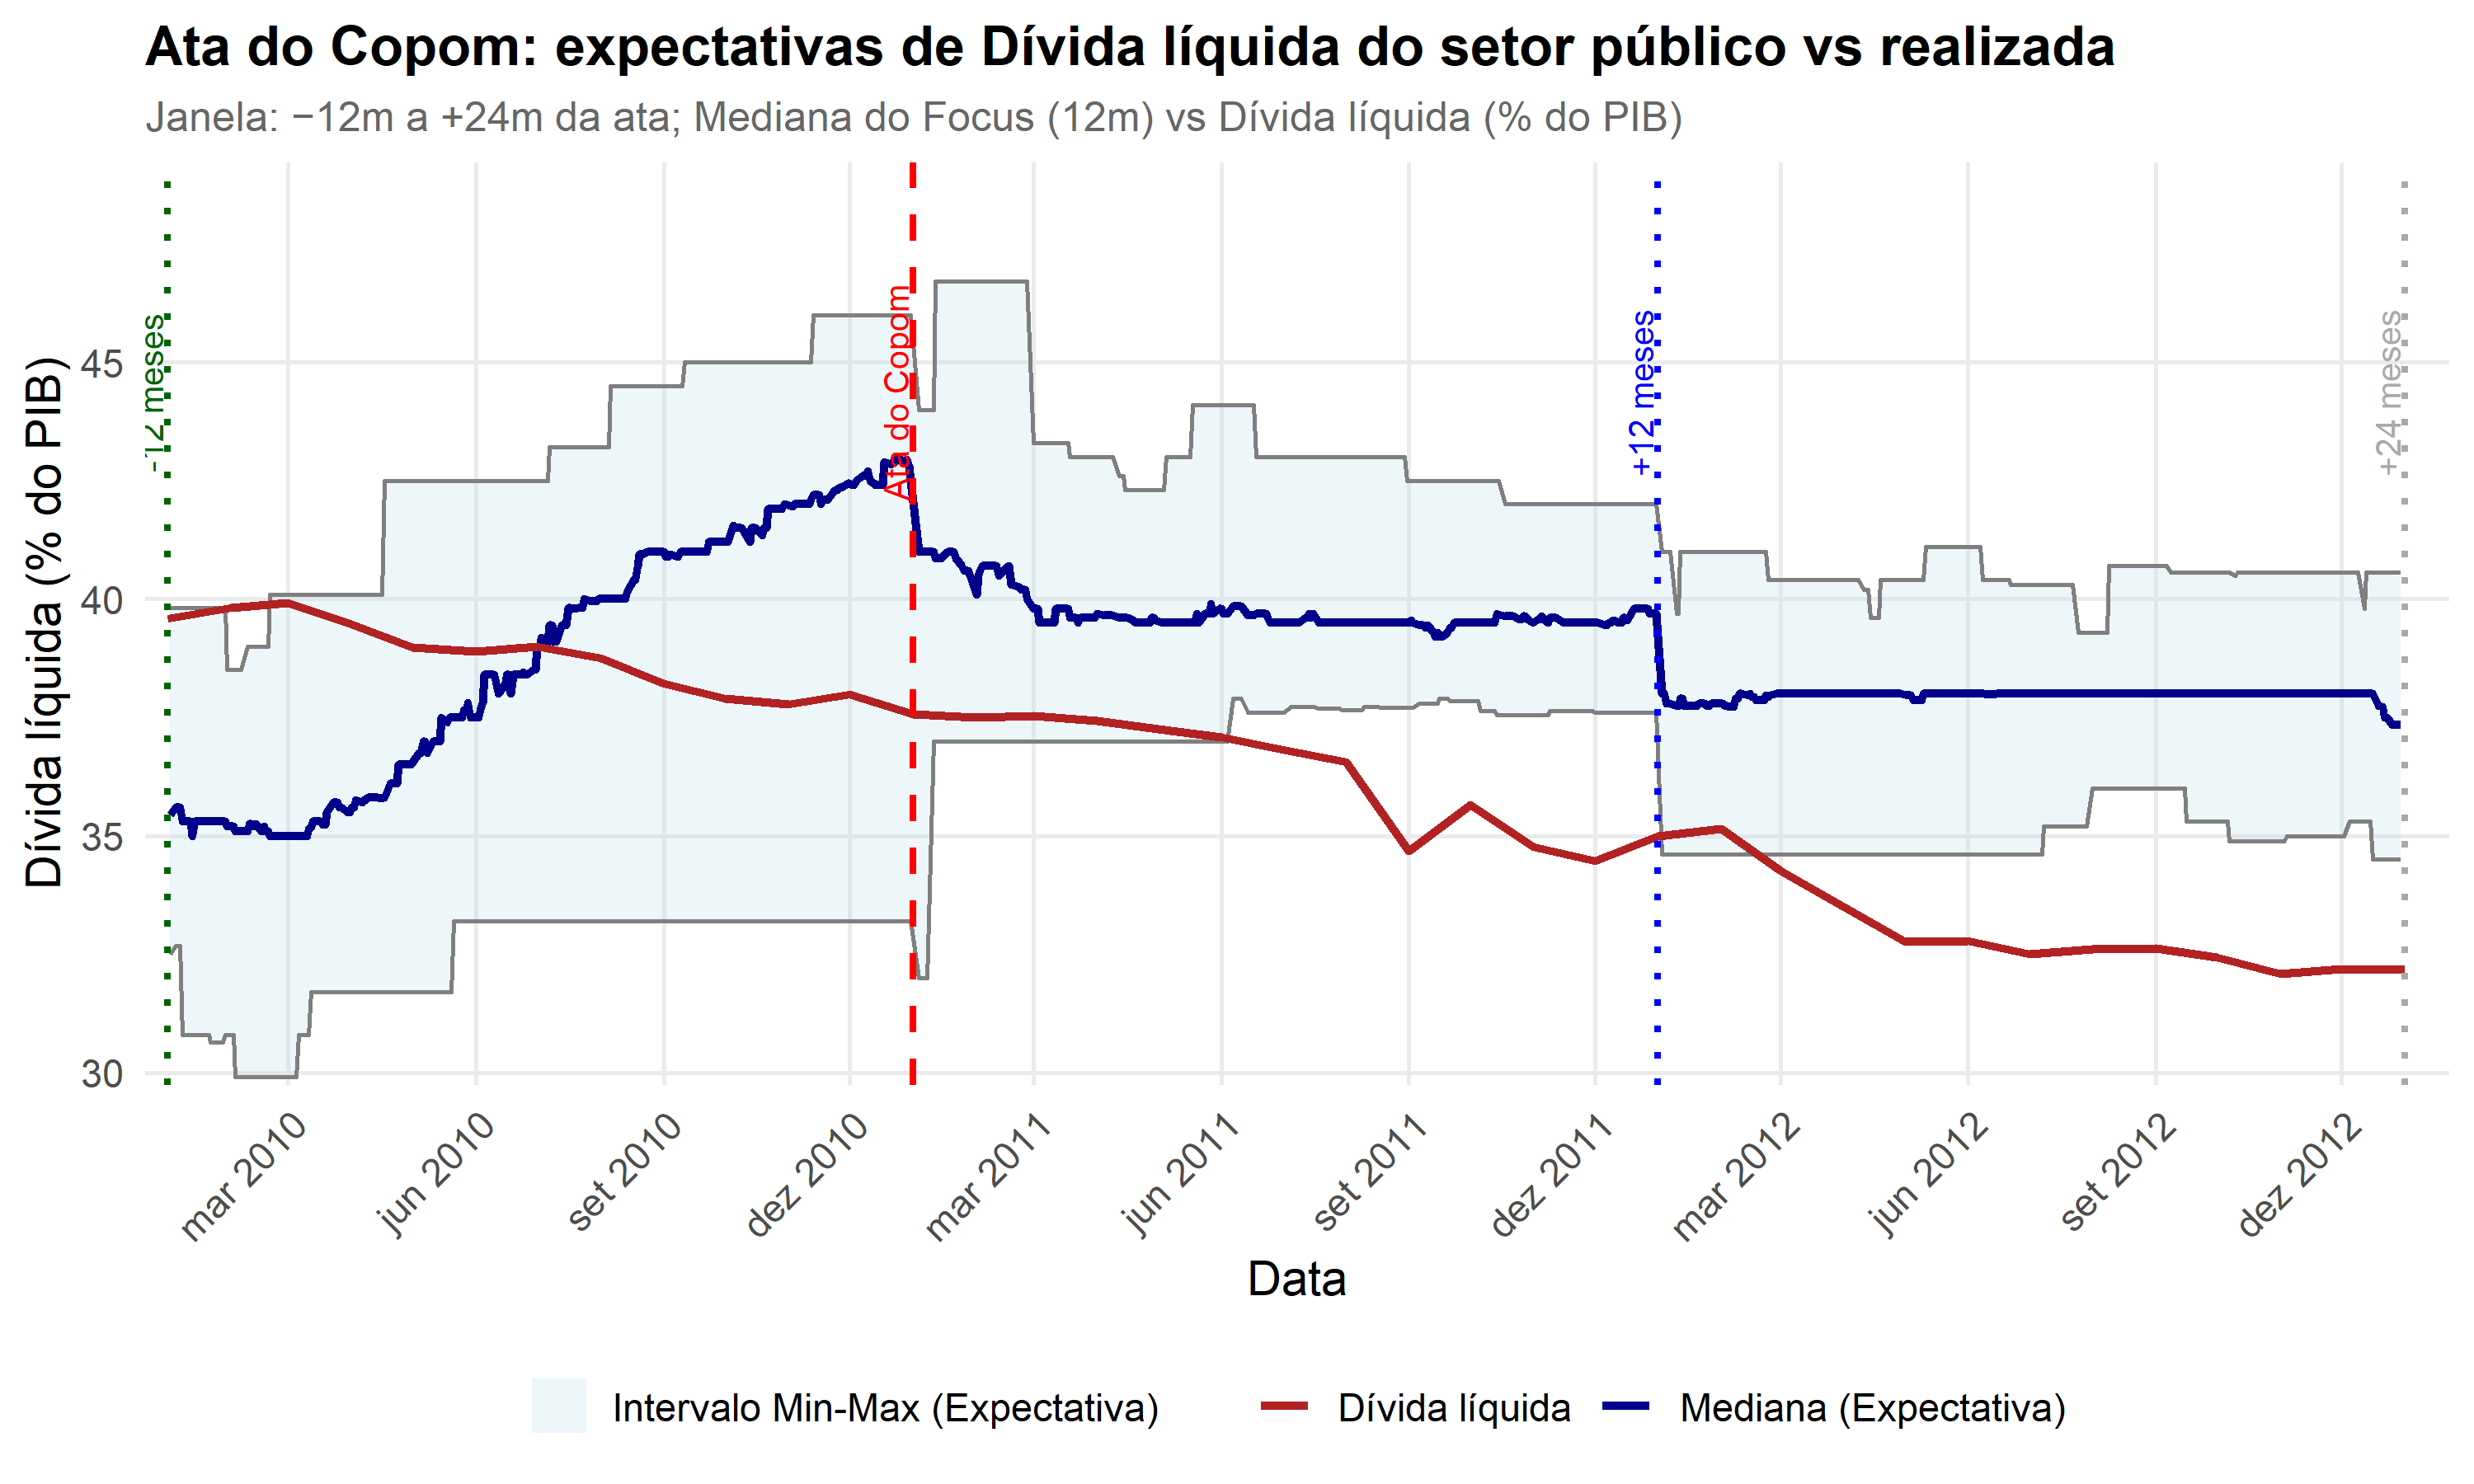 Ata do Copom: expectativas de Dívida líquida do setor público vs realizada
Janela: −12m a +24m da ata; Mediana do Focus (12m) vs Dívida líquida (% do PIB)
Dívida líquida (% do PIB)
45
40
35
30
-12 meses
Ata do Copom
+12 meses
+24 meses
mar 2010
jun 2010
set 2010
dez 2010
mar 2011
jun 2011
set 2011
dez 2011
mar 2012
jun 2012
set 2012
dez 2012
Data
Intervalo Min-Max (Expectativa)
Dívida líquida
Mediana (Expectativa)